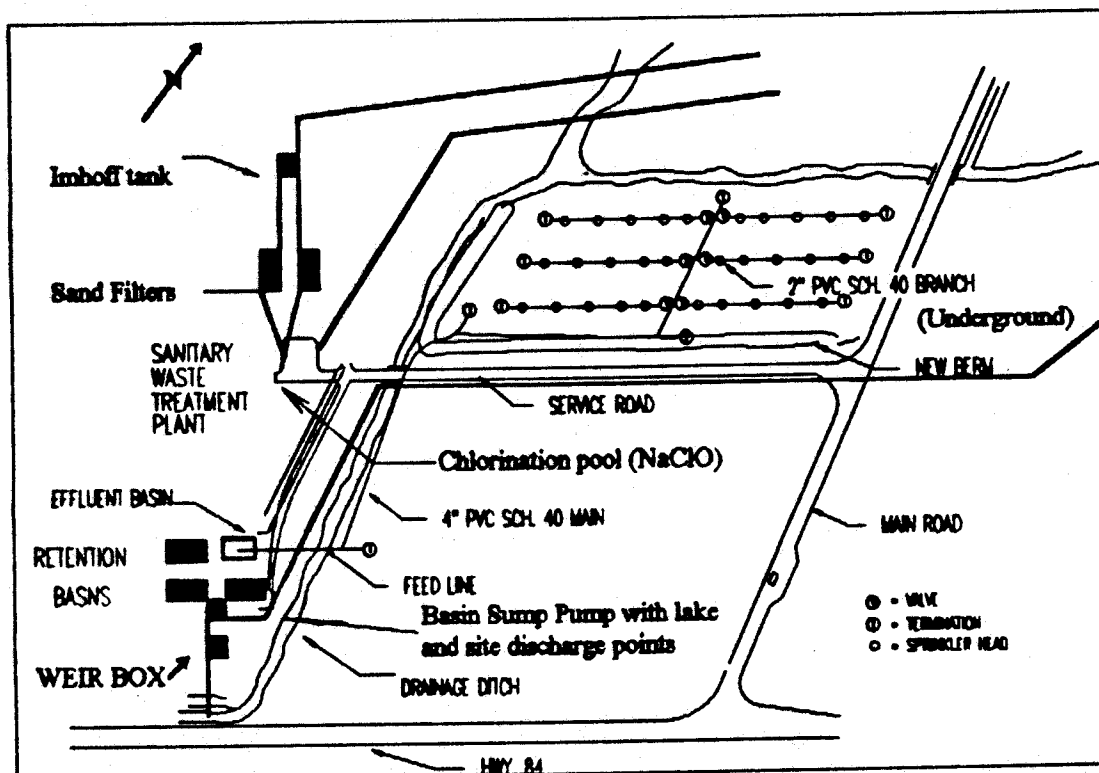 N
Imhoff tank
Sand Filters
SANITARY
WASTE
TREATMENT
PLANT
2" PVC SCH. 40 BRANCH
(Underground)
NEW BERM
SERVICE ROAD
Chlorination pool (NaClO)
EFFLUENT BASIN
4" PVC SCH. 40 MAIN
MAIN ROAD
RETENTION
BASNS
FEED LINE
Basin Sump Pump with lake
and site discharge points
WEIR BOX
DRAINAGE DITCH
= VALVE
= TERMINATION
= SPRINKLER HEAD
HWY. 84